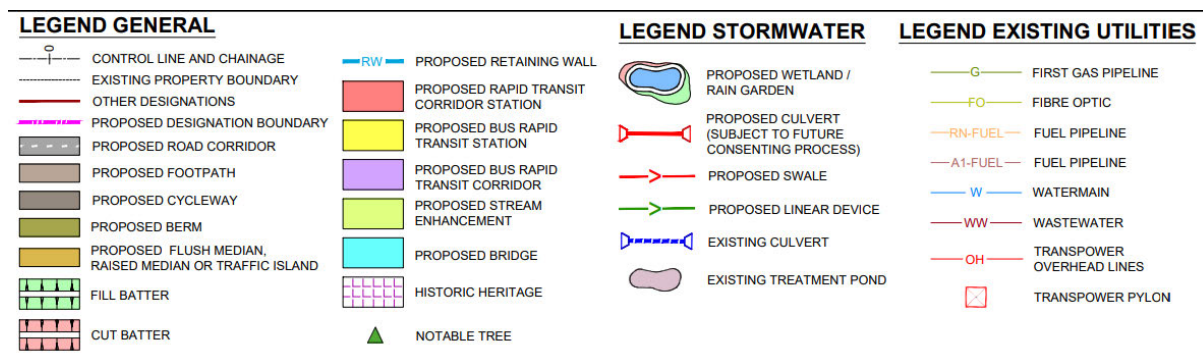 LEGEND GENERAL
CONTROL LINE AND CHAINAGE
EXISTING PROPERTY BOUNDARY
OTHER DESIGNATIONS
PROPOSED DESIGNATION BOUNDARY
PROPOSED ROAD CORRIDOR
PROPOSED FOOTPATH
PROPOSED CYCLEWAY
PROPOSED BERM
PROPOSED FLUSH MEDIAN,
RAISED MEDIAN OR TRAFFIC ISLAND
FILL BATTER
CUT BATTER
RW PROPOSED RETAINING WALL
PROPOSED RAPID TRANSIT
CORRIDOR STATION
PROPOSED BUS RAPID
TRANSIT STATION
PROPOSED BUS RAPID
TRANSIT CORRIDOR
PROPOSED STREAM
ENHANCEMENT
PROPOSED BRIDGE
HISTORIC HERITAGE
NOTABLE TREE
LEGEND STORMWATER
PROPOSED WETLAND /
RAIN GARDEN
PROPOSED CULVERT
(SUBJECT TO FUTURE
CONSENTING PROCESS)
PROPOSED SWALE
PROPOSED LINEAR DEVICE
EXISTING CULVERT
EXISTING TREATMENT POND
LEGEND EXISTING UTILITIES
G FIRST GAS PIPELINE
FO FIBRE OPTIC
RN-FUEL FUEL PIPELINE
A1-FUEL FUEL PIPELINE
W WATERMAIN
WW WASTEWATER
OH TRANSPOWER
OVERHEAD LINES
TRANSPOWER PYLON